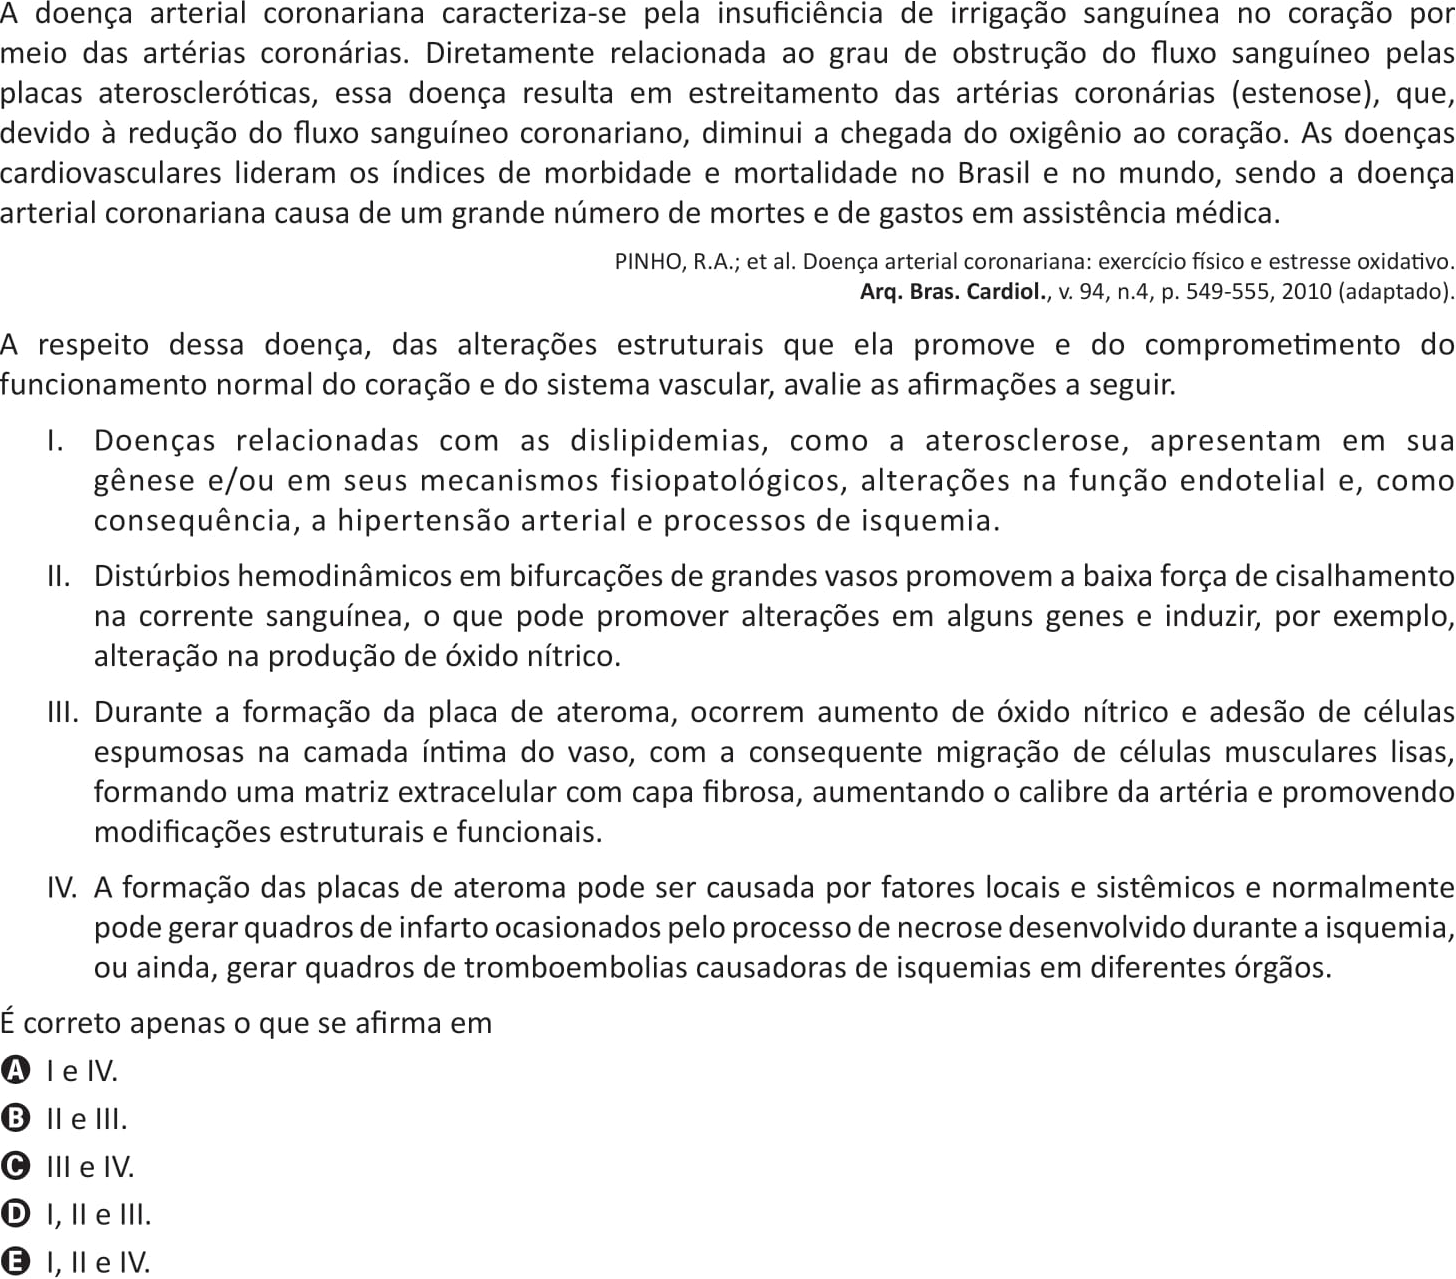 A doença arterial coronariana caracteriza-se pela insuficiência de irrigação sanguínea no coração por
meio das artérias coronárias. Diretamente relacionada ao grau de obstrução do fluxo sanguíneo pelas
placas ateroscleróticas, essa doença resulta em estreitamento das artérias coronárias (estenose), que,
devido à redução do fluxo sanguíneo coronariano, diminui a chegada do oxigênio ao coração. As doenças
cardiovasculares lideram os índices de morbidade e mortalidade no Brasil e no mundo, sendo a doença
arterial coronariana causa de um grande número de mortes e de gastos em assistência médica.
PINHO, R.A.; et al. Doença arterial coronariana: exercício físico e estresse oxidativo.
Arq. Bras. Cardiol., v. 94, n.4, p. 549-555, 2010 (adaptado).
A respeito dessa doença, das alterações estruturais que ela promove e do comprometimento do
funcionamento normal do coração e do sistema vascular, avalie as afirmações a seguir.
I. Doenças relacionadas com as dislipidemias, como a aterosclerose, apresentam em sua
gênese e/ou em seus mecanismos fisiopatológicos, alterações na função endotelial e, como
consequência, a hipertensão arterial e processos de isquemia.
II. Distúrbios hemodinâmicos em bifurcações de grandes vasos promovem a baixa força de cisalhamento
na corrente sanguínea, o que pode promover alterações em alguns genes e induzir, por exemplo,
alteração na produção de óxido nítrico.
III. Durante a formação da placa de ateroma, ocorrem aumento de óxido nítrico e adesão de células
espumosas na camada íntima do vaso, com a consequente migração de células musculares lisas,
formando uma matriz extracelular com capa fibrosa, aumentando o calibre da artéria e promovendo
modificações estruturais e funcionais.
IV. A formação das placas de ateroma pode ser causada por fatores locais e sistêmicos e normalmente
pode gerar quadros de infarto ocasionados pelo processo de necrose desenvolvido durante a isquemia,
ou ainda, gerar quadros de tromboembolias causadoras de isquemias em diferentes órgãos.
É correto apenas o que se afirma em
A I e IV.
B II e III.
C III e IV.
D I, II e III.
E I, II e IV.